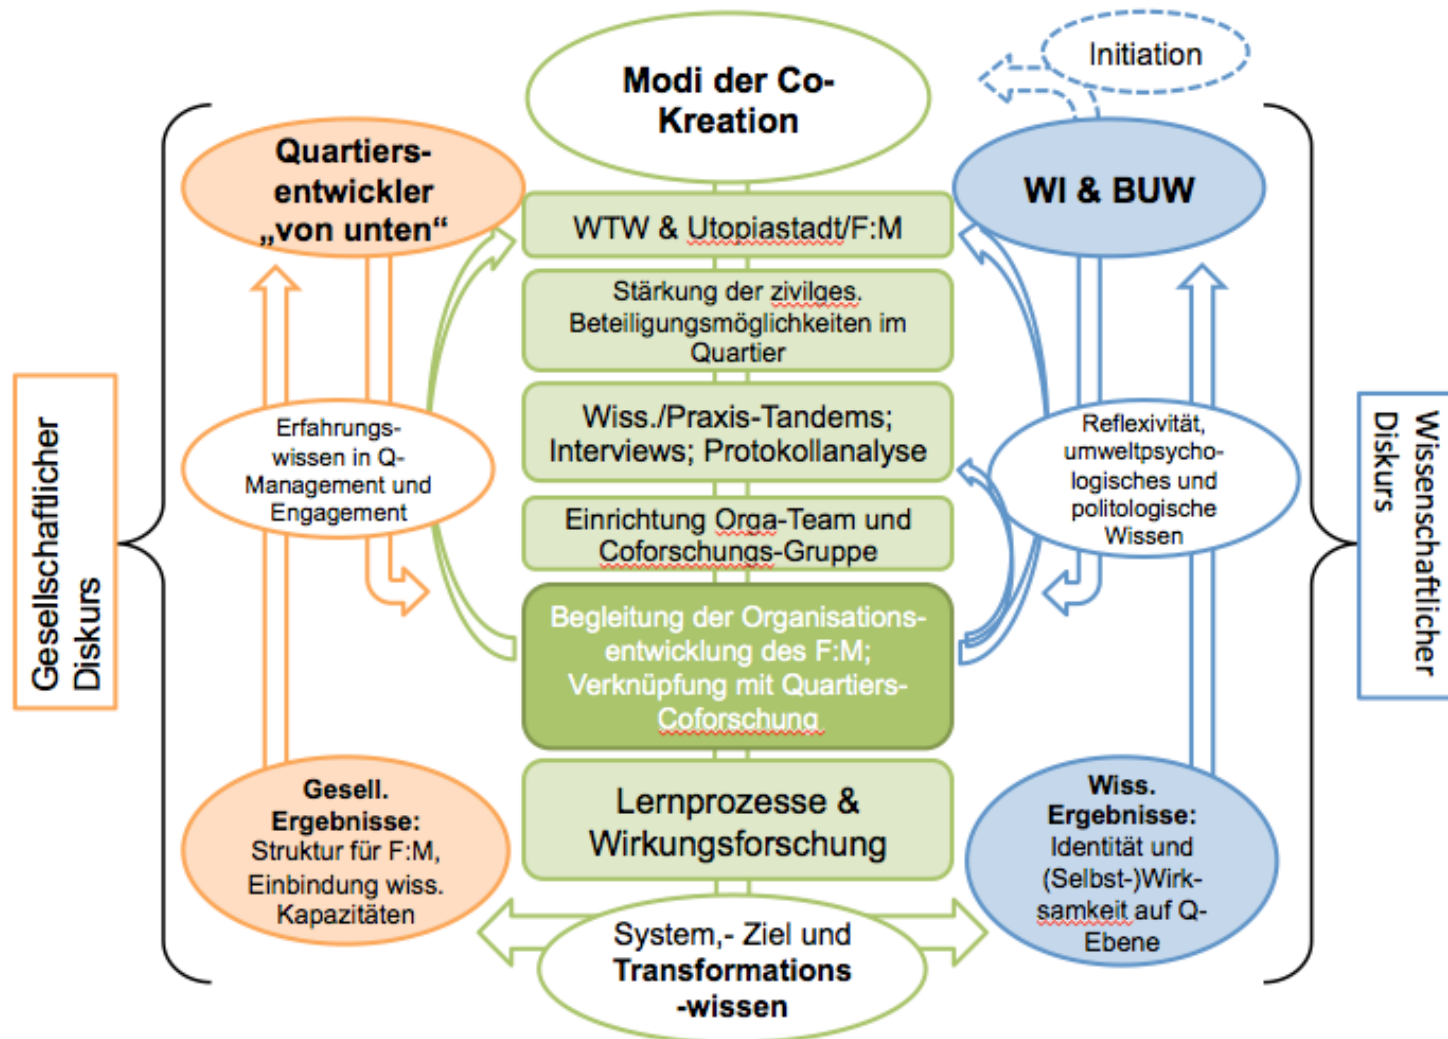 Modi der Co-
Kreation
Initiation
Quartiers-
entwickler
„von unten“
WI & BUW
WTW & Utopiastadt/F:M
Stärkung der zivilges.
Beteiligungsmöglichkeiten im
Quartier
Wiss./Praxis-Tandems;
Interviews; Protokollanalyse
Einrichtung Orga-Team und
Coforschungs-Gruppe
Begleitung der Organisations-
entwicklung des F:M;
Verknüpfung mit Quartiers-
Coforschung
Lernprozesse &
Wirkungsforschung
System,- Ziel und
Transformations
-wissen
Erfahrungs-
wissen in Q-
Management und
Engagement
Reflexivität,
umweltpsycho-
logisches und
politologische
Wissen
Gesellschaftlicher
Diskurs
Wissenschaftlicher
Diskurs
Gesell.
Ergebnisse:
Struktur für F:M,
Einbindung wiss.
Kapazitäten
Wiss.
Ergebnisse:
Identität und
(Selbst-)Wirk-
samkeit auf Q-
Ebene